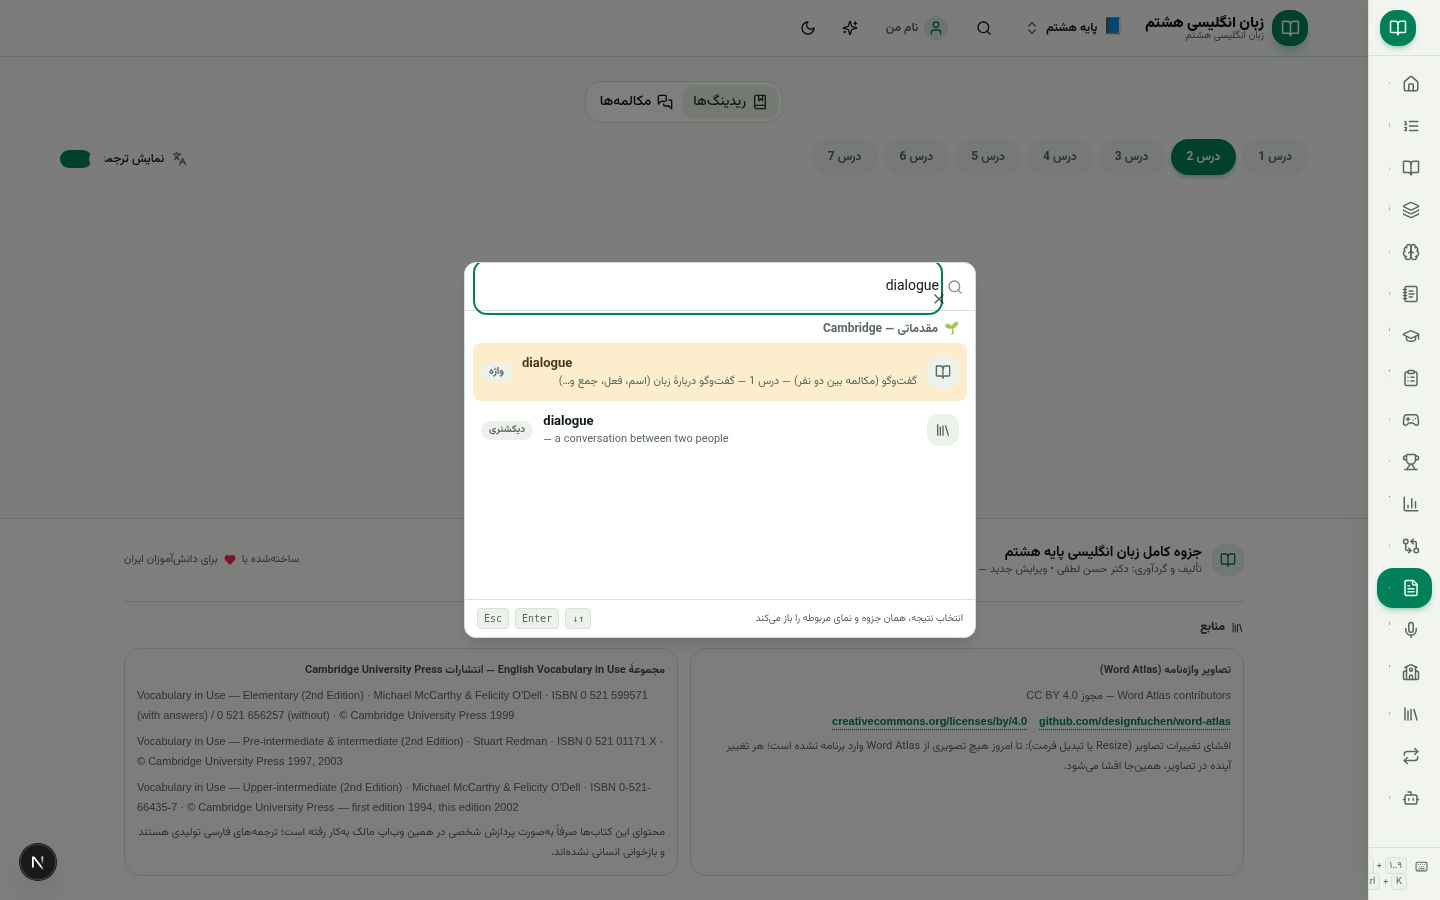 زبان انگلیسی هشتم
زبان انگلیسی هشتم
پایه هشتم
نام من
ریدینگ‌ها
مکالمه‌ها
درس 1
درس 2
درس 3
درس 4
درس 5
درس 6
درس 7
نمایش ترجمه
dialogue
مقدماتی — Cambridge
dialogue
گفت‌وگو (مکالمه بین دو نفر) — درس 1 — گفت‌وگو دربارهٔ زبان (اسم، فعل، جمع و…)
واژه
dialogue
— a conversation between two people
دیکشنری
انتخاب نتیجه، همان جزوه و نمای مربوطه را باز می‌کند
↑↓
Enter
Esc
جزوه کامل زبان انگلیسی پایه هشتم
تألیف و گردآوری: دکتر حسن لطفی • ویرایش جدید —
ساخته‌شده با ♥ برای دانش‌آموزان ایران
منابع
تصاویر واژه‌نامه (Word Atlas)
Word Atlas contributors — مجوز CC BY 4.0
github.com/designfuchen/word-atlas
creativecommons.org/licenses/by/4.0
افشای تغییرات تصاویر (Resize یا تبدیل فرمت): تا امروز هیچ تصویری از Word Atlas وارد برنامه نشده است؛ هر تغییر
آینده در تصاویر، همین‌جا افشا می‌شود.
مجموعهٔ English Vocabulary in Use — انتشارات Cambridge University Press
Vocabulary in Use — Elementary (2nd Edition) · Michael McCarthy & Felicity O'Dell · ISBN 0 521 599571
(with answers) / 0 521 656257 (without) · © Cambridge University Press 1999
Vocabulary in Use — Pre-intermediate & intermediate (2nd Edition) · Stuart Redman · ISBN 0 521 01171 X ·
© Cambridge University Press 1997, 2003
Vocabulary in Use — Upper-intermediate (2nd Edition) · Michael McCarthy & Felicity O'Dell · ISBN 0-521-
66435-7 · © Cambridge University Press — first edition 1994, this edition 2002
محتوای این کتاب‌ها صرفاً به‌صورت پردازش شخصی در همین وب‌اپ مالک به‌کار رفته است؛ ترجمه‌های فارسی تولیدی هستند
و بازخوانی انسانی نشده‌اند.
N
+ ۱..۹
+ K